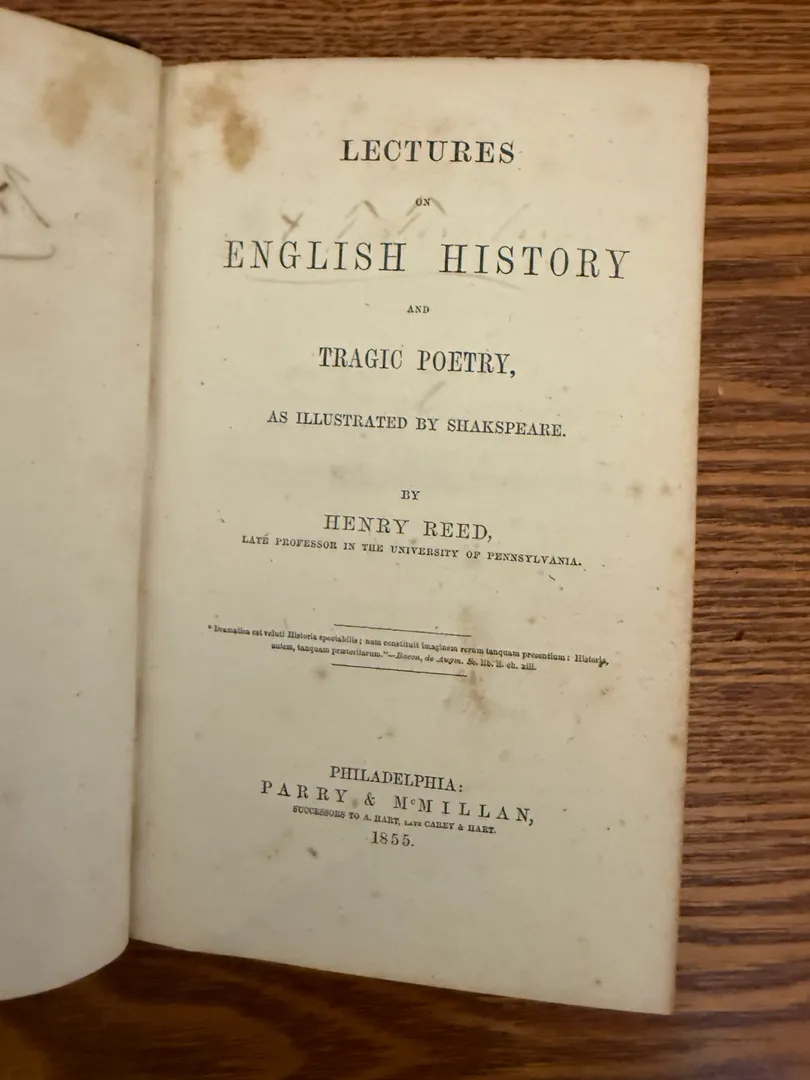 LECTURES
ON
ENGLISH HISTORY
AND
TRAGIC POETRY,
AS ILLUSTRATED BY SHAKSPEARE.
BY
HENRY REED,
LATE PROFESSOR IN THE UNIVERSITY OF PENNSYLVANIA.
"Dramatica est veluti Historia spectabilis; nam constituit imaginem rerum tanquam presentium: Historia,
autem, tanquam præteritarum."—Bacon, de Augm. Sc. lib. ii. ch. xiii.
PHILADELPHIA:
PARRY & McMILLAN,
SUCCESSORS TO A. HART, LATE CAREY & HART.
1855.